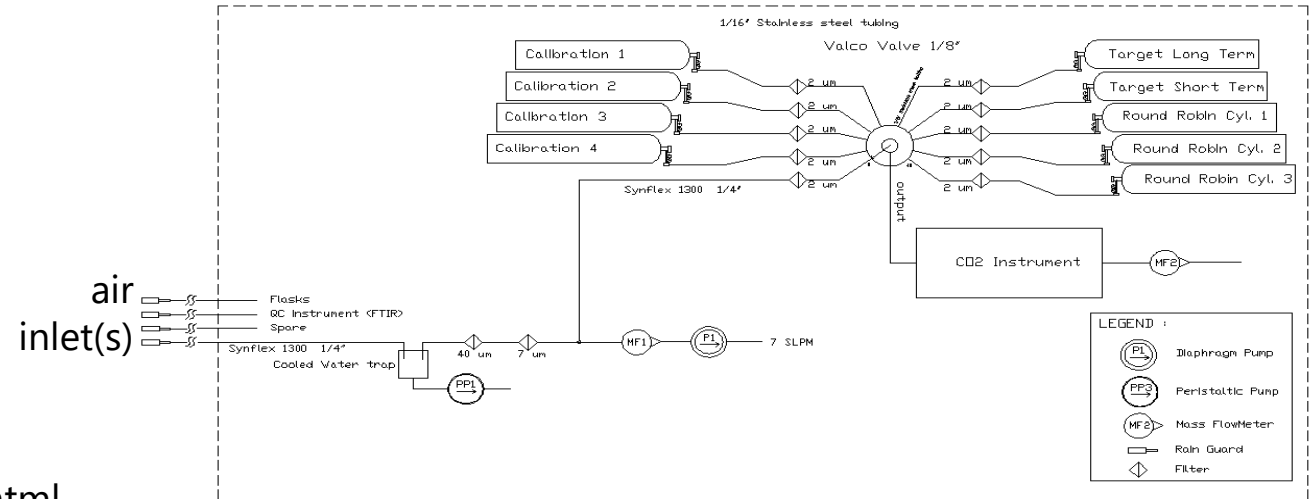 1/16" Stainless steel tubing
Valco Valve 1/8"
Calibration 1
Calibration 2
Calibration 3
Calibration 4
2 um
2 um
2 um
2 um
2 um
2 um
2 um
2 um
2 um
2 um
Target Long Term
Target Short Term
Round Robin Cyl. 1
Round Robin Cyl. 2
Round Robin Cyl. 3
Synflex 1300 1/4"
output
CO2 Instrument
MF2
air
inlet(s)
Flasks
QC Instrument (FTIR)
Spare
Synflex 1300 1/4"
Cooled Water trap
40 um
7 um
MF1
P1
7 SLPM
PP1
LEGEND :
P1 Diaphragm Pump
PP3 Peristaltic Pump
MF2 Mass FlowMeter
Rain Guard
Filter